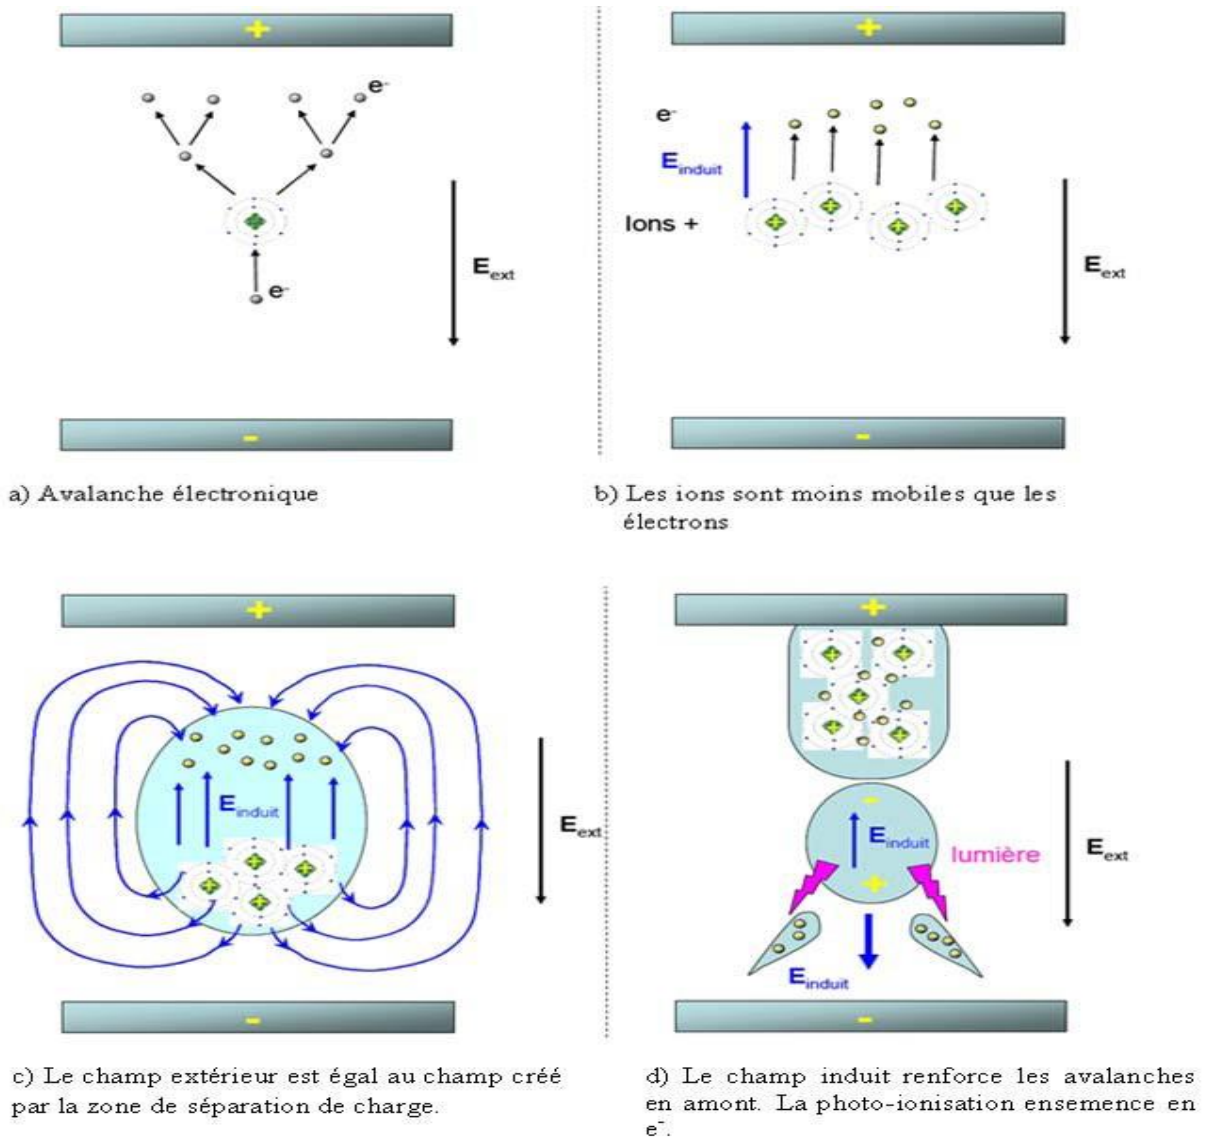 +
+
e⁻
e⁻
E ext
-
e⁻
E induit
Ions +
E ext
-
a) Avalanche électronique
b) Les ions sont moins mobiles que les
électrons
+
+
E induit
E ext
-
E induit
lumière
E ext
+
E induit
-
-
c) Le champ extérieur est égal au champ créé
par la zone de séparation de charge.
d) Le champ induit renforce les avalanches
en amont. La photo-ionisation ensemence en
e⁻.